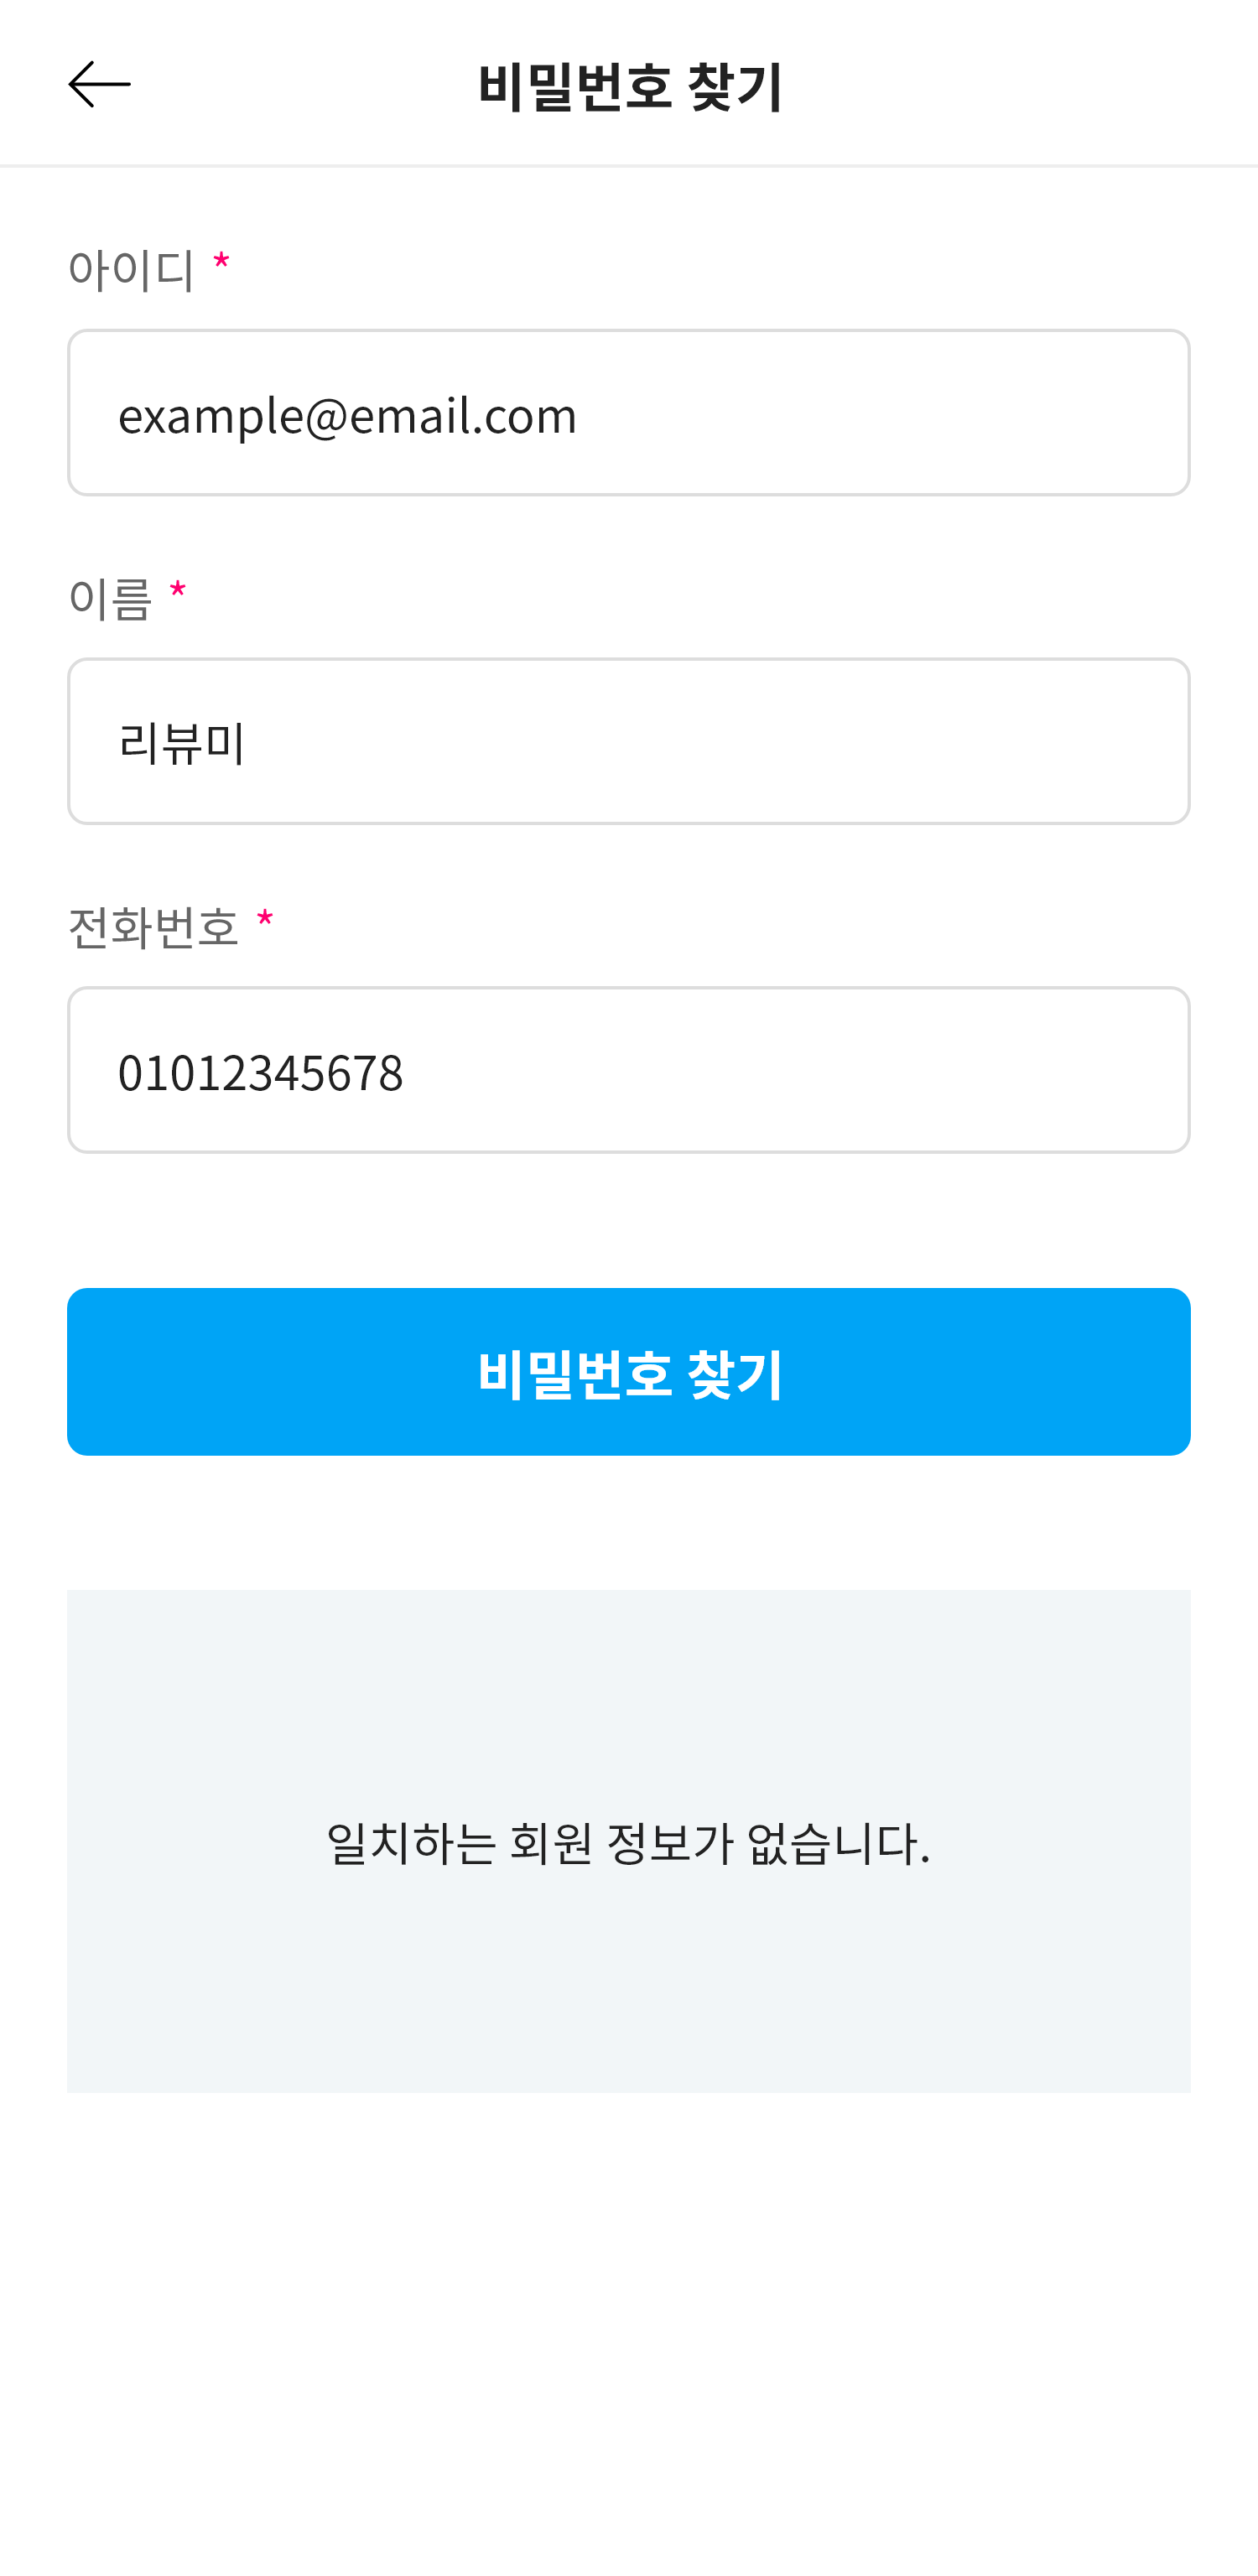 비밀번호 찾기
아이디 *
example@email.com
이름 *
리뷰미
전화번호 *
01012345678
비밀번호 찾기
일치하는 회원 정보가 없습니다.